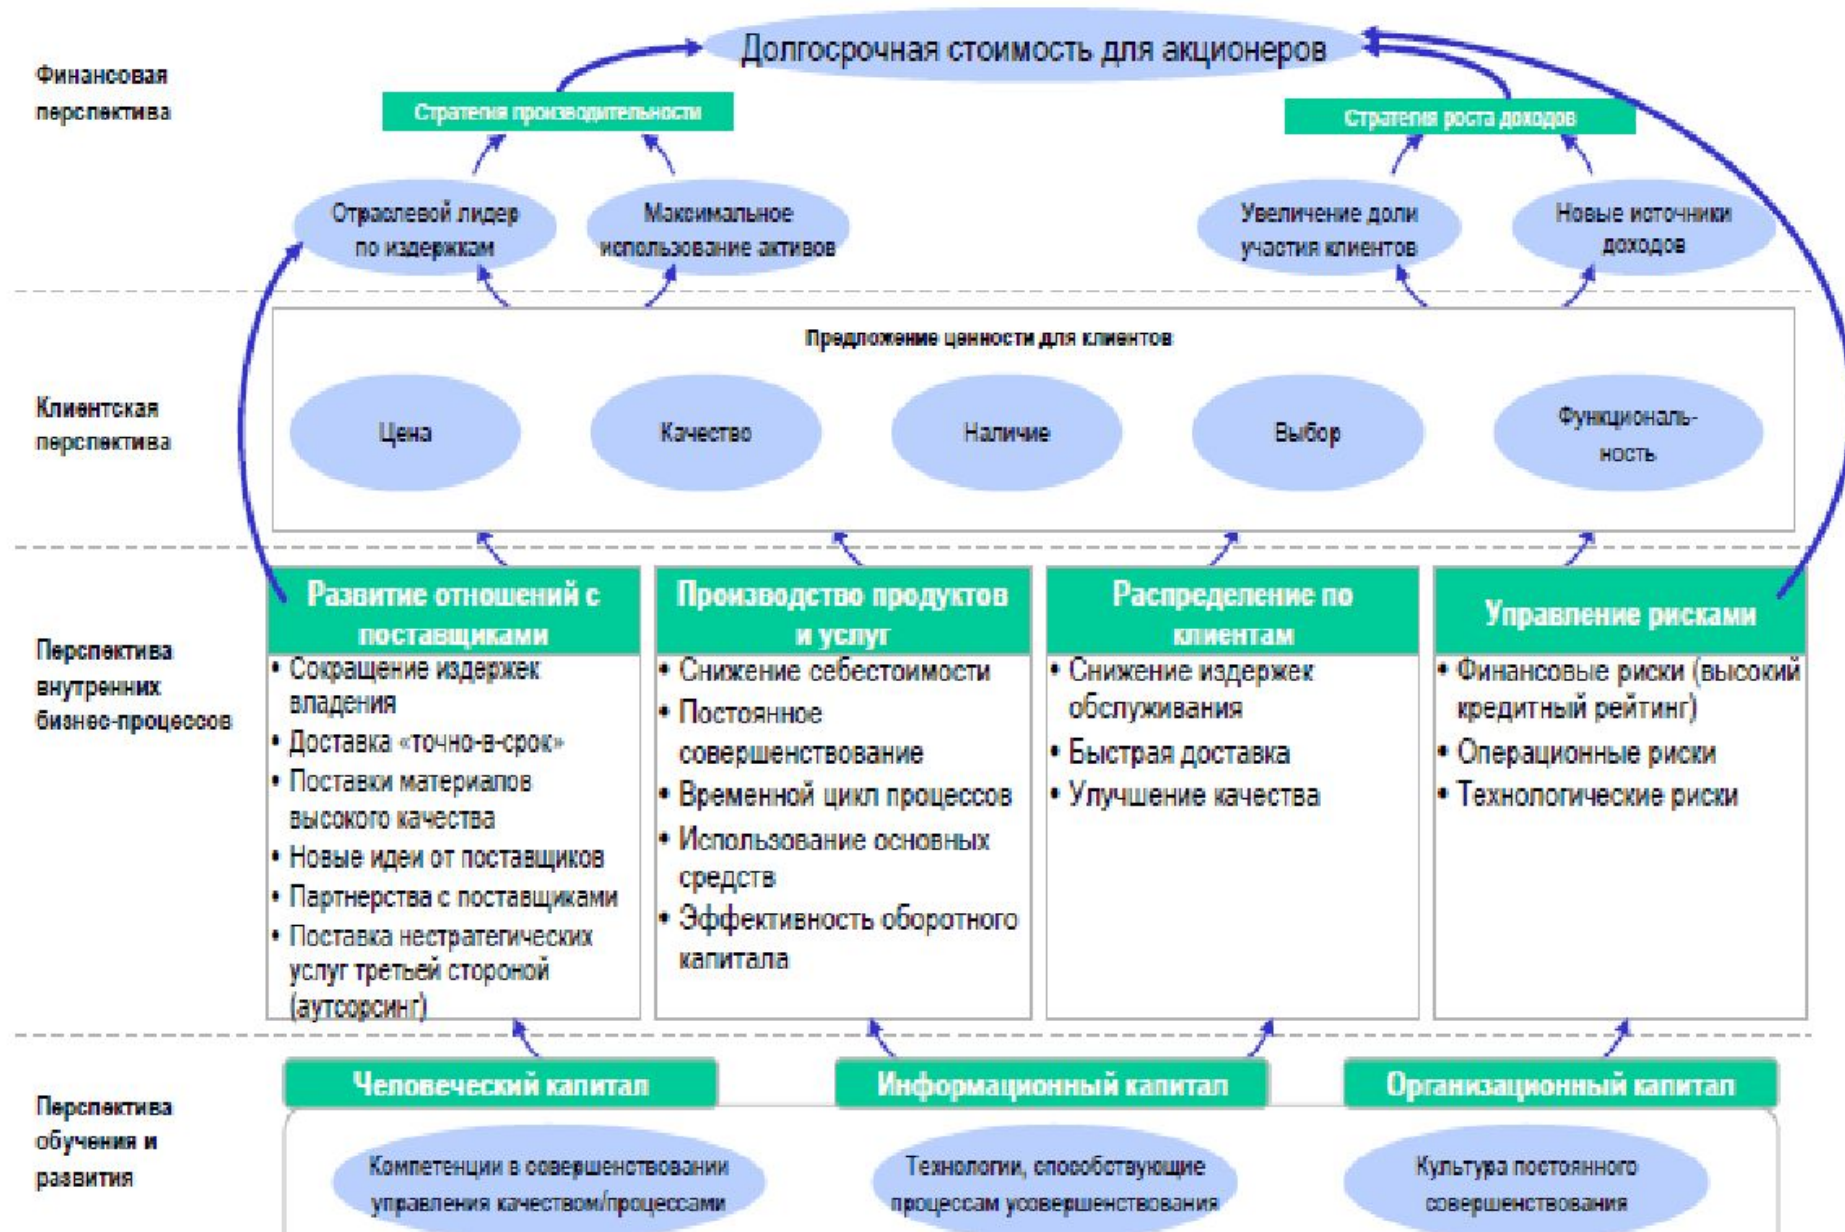 Долгосрочная стоимость для акционеров
Финансовая
перспектива
Стратегия производительности
Стратегия роста доходов
Отраслевой лидер
по издержкам
Максимальное
использование активов
Увеличение доли
участия клиентов
Новые источники
доходов
Предложение ценности для клиентов
Клиентская
перспектива
Цена
Качество
Наличие
Выбор
Функциональ-
ность
Перспектива
внутренних
бизнес-процессов
Развитие отношений с
поставщиками
• Сокращение издержек
владения
• Доставка «точно-в-срок»
• Поставки материалов
высокого качества
• Новые идеи от поставщиков
• Партнерства с поставщиками
• Поставка нестратегических
услуг третьей стороной
(аутсорсинг)
Производство продуктов
и услуг
• Снижение себестоимости
• Постоянное
совершенствование
• Временной цикл процессов
• Использование основных
средств
• Эффективность оборотного
капитала
Распределение по
клиентам
• Снижение издержек
обслуживания
• Быстрая доставка
• Улучшение качества
Управление рисками
• Финансовые риски (высокий
кредитный рейтинг)
• Операционные риски
• Технологические риски
Перспектива
обучения и
развития
Человеческий капитал
Компетенции в совершенствовании
управления качеством/процессами
Информационный капитал
Технологии, способствующие
процессам усовершенствования
Организационный капитал
Культура постоянного
совершенствования